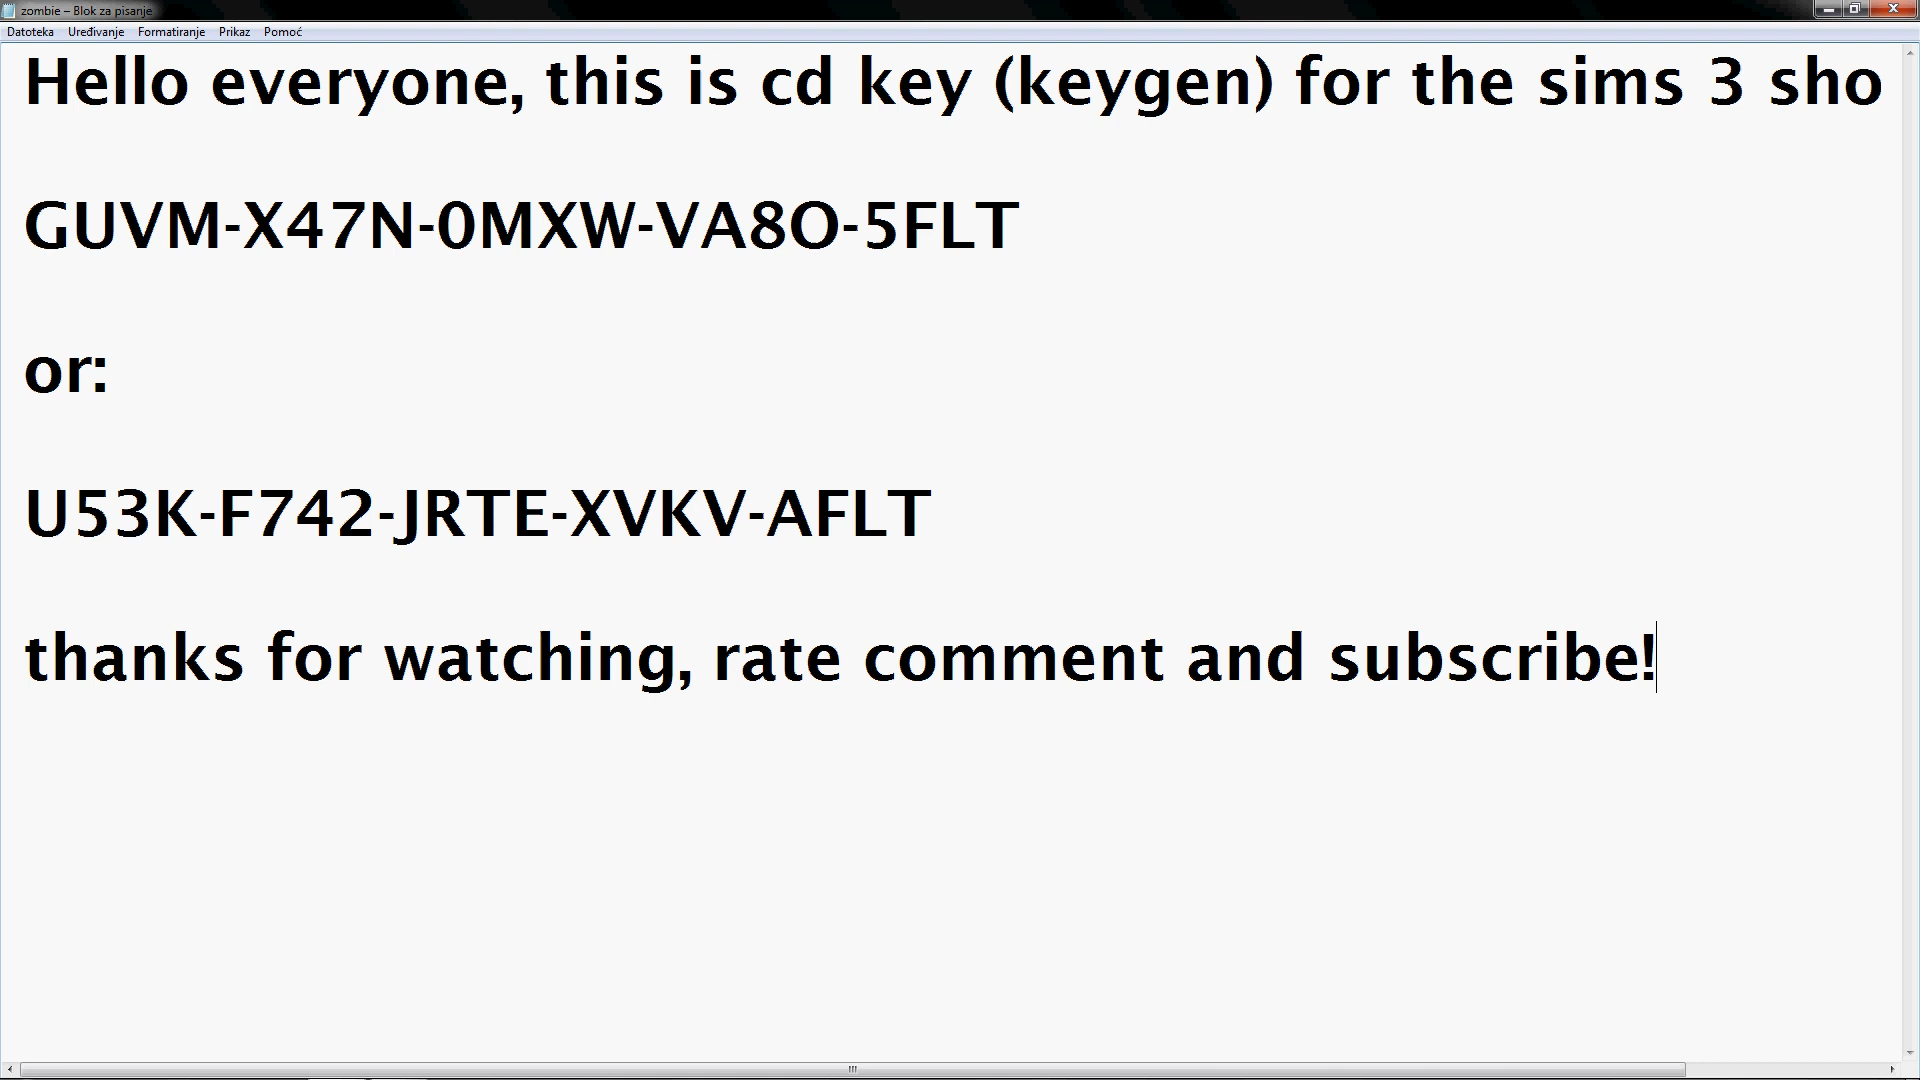 zombie – Blok za pisanje
Datoteka Uređivanje Formatiranje Prikaz Pomoć
Hello everyone, this is cd key (keygen) for the sims 3 sho
GUVM-X47N-0MXW-VA8O-5FLT
or:
U53K-F742-JRTE-XVKV-AFLT
thanks for watching, rate comment and subscribe!